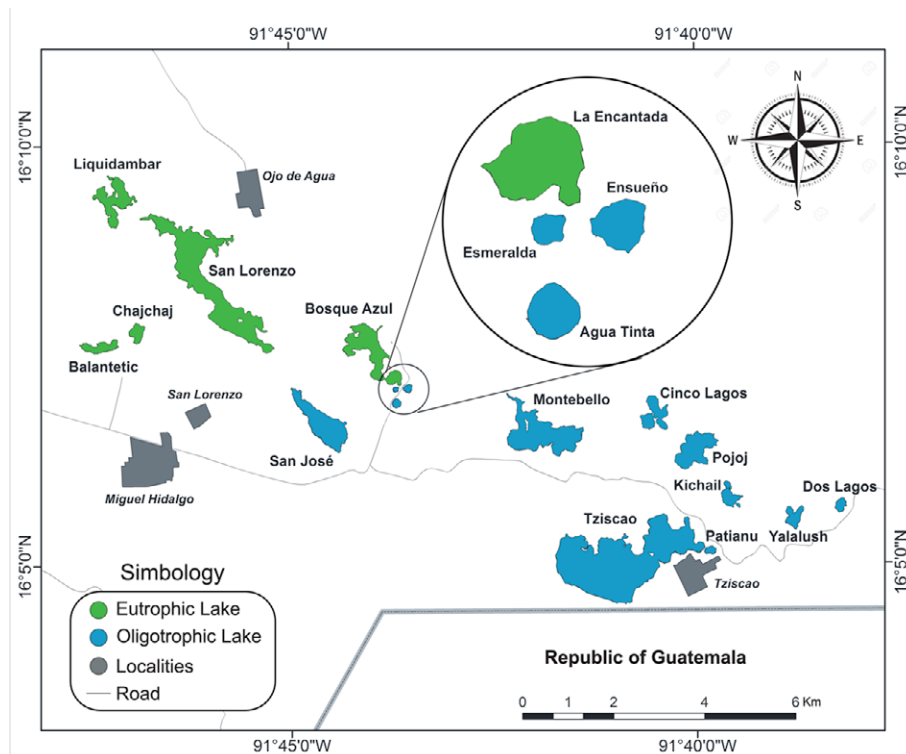 91°45'0"W
91°40'0"W
16°10'0"N
16°10'0"N
N
W
E
S
La Encantada
Ensueño
Esmeralda
Agua Tinta
Liquidambar
Ojo de Agua
San Lorenzo
Chajchaj
Bosque Azul
Balantetic
San Lorenzo
Montebello
Cinco Lagos
San José
Pojoj
Miguel Hidalgo
Kichail
Dos Lagos
Tziscao
Patianu
Yalalush
Tziscao
16°5'0"N
16°5'0"N
Simbology
Eutrophic Lake
Oligotrophic Lake
Localities
Road
Republic of Guatemala
0 1 2 4 6 Km
91°45'0"W
91°40'0"W